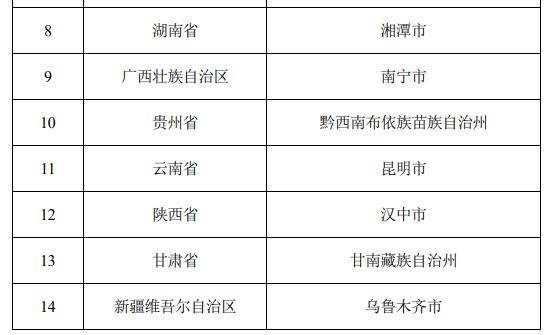 8 湖南省 湘潭市
9 广西壮族自治区 南宁市
10 贵州省 黔西南布依族苗族自治州
11 云南省 昆明市
12 陕西省 汉中市
13 甘肃省 甘南藏族自治州
14 新疆维吾尔自治区 乌鲁木齐市